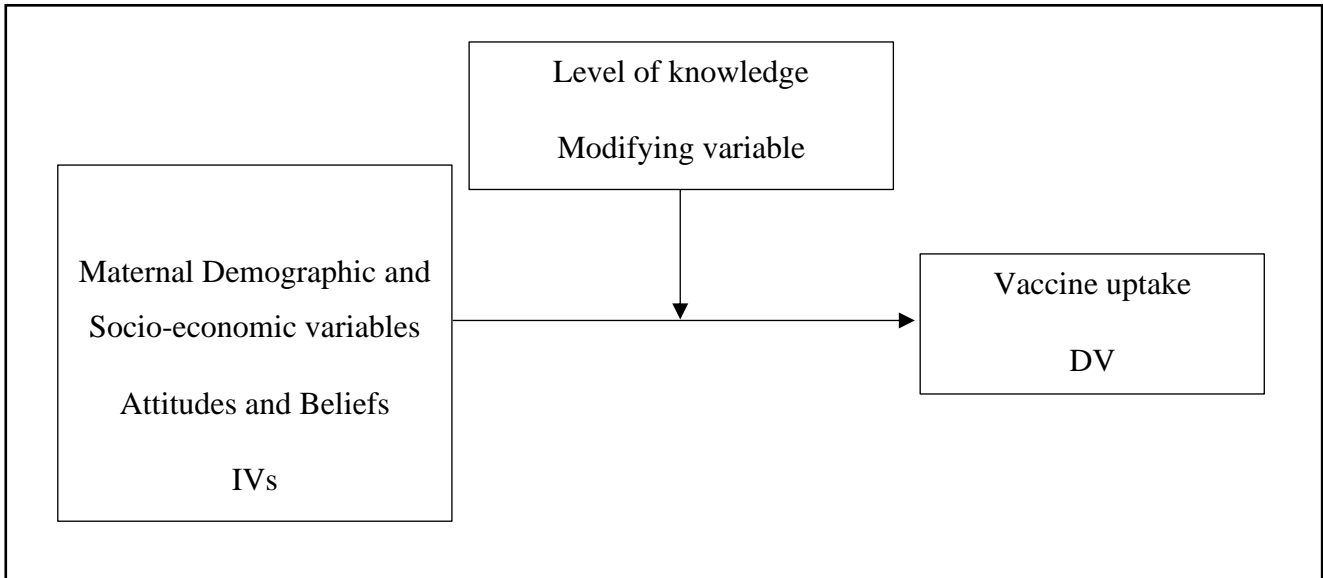 Level of knowledge
Modifying variable
Maternal Demographic and
Socio-economic variables
Attitudes and Beliefs
IVs
Vaccine uptake
DV